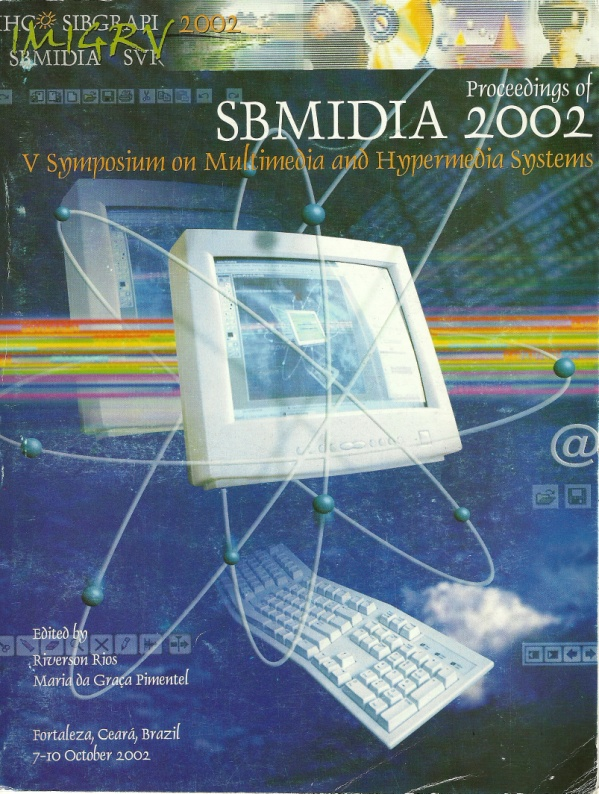 IHC SIBGRAPI 2002
IMIGRV
SBMIDIA SVR
Proceedings of
SBMIDIA 2002
V Symposium on Multimedia and Hypermedia Systems
@
Edited by
Riverson Rios
Maria da Graça Pimentel
Fortaleza, Ceará, Brazil
7-10 October 2002